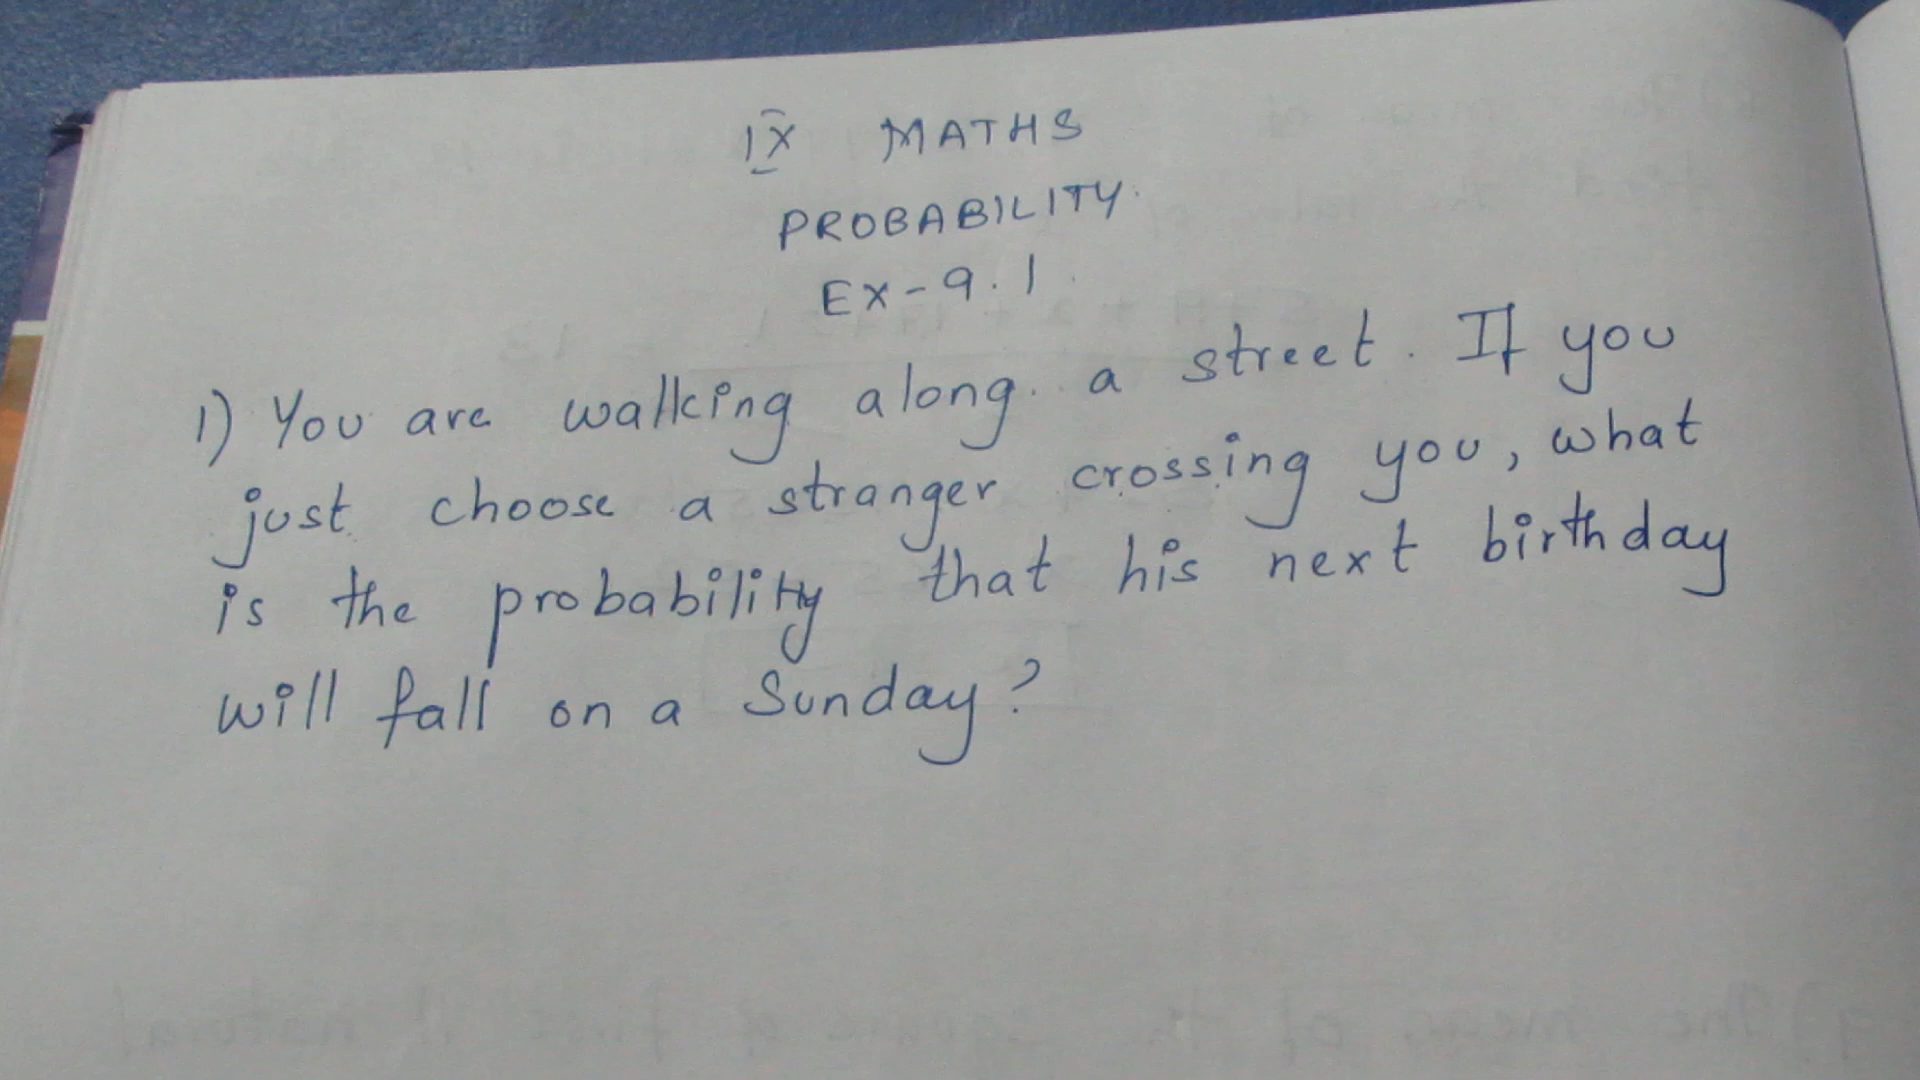 IX MATHS
PROBABILITY.
EX-9.1
1) You are walking along a street. If you
just choose a stranger crossing you, what
is the probability that his next birthday
will fall on a Sunday?